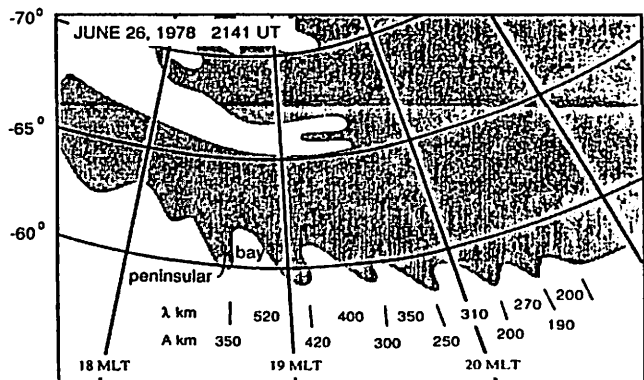 -70°
JUNE 26, 1978 2141 UT
-65°
-60°
bay
peninsular
λ km 520 400 350 310 270 200
A km 350 420 300 250 200 190
18 MLT 19 MLT 20 MLT